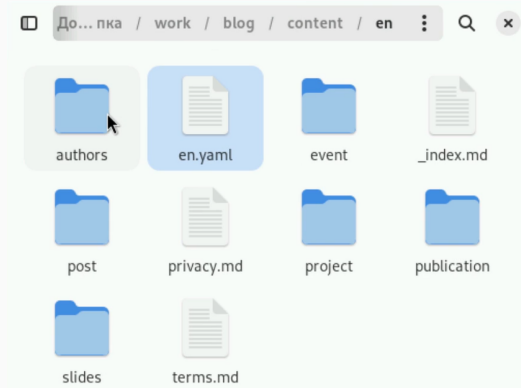 До... пка / work / blog / content / en
authors en.yaml event _index.md
post privacy.md project publication
slides terms.md